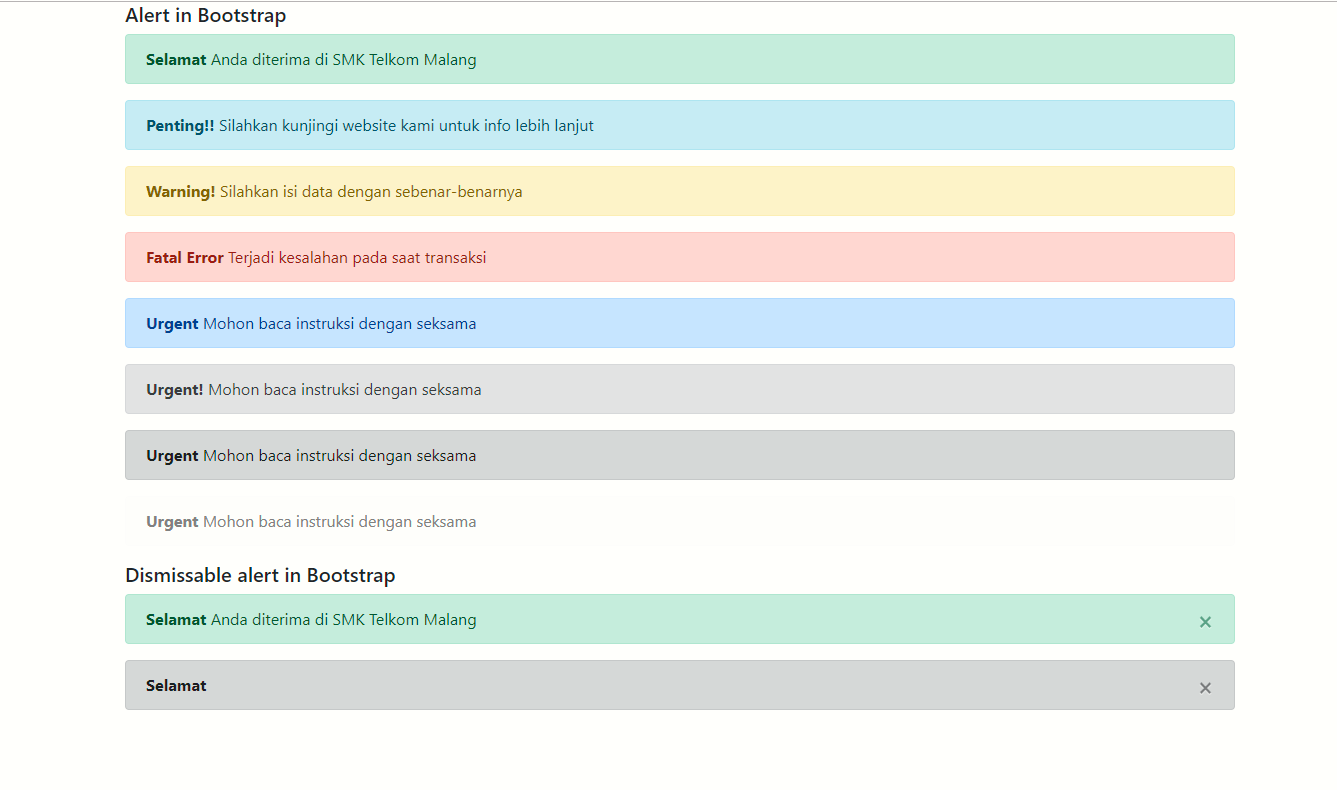 Alert in Bootstrap
Selamat Anda diterima di SMK Telkom Malang
Penting!! Silahkan kunjingi website kami untuk info lebih lanjut
Warning! Silahkan isi data dengan sebenar-benarnya
Fatal Error Terjadi kesalahan pada saat transaksi
Urgent Mohon baca instruksi dengan seksama
Urgent! Mohon baca instruksi dengan seksama
Urgent Mohon baca instruksi dengan seksama
Urgent Mohon baca instruksi dengan seksama
Dismissable alert in Bootstrap
Selamat Anda diterima di SMK Telkom Malang ×
Selamat ×